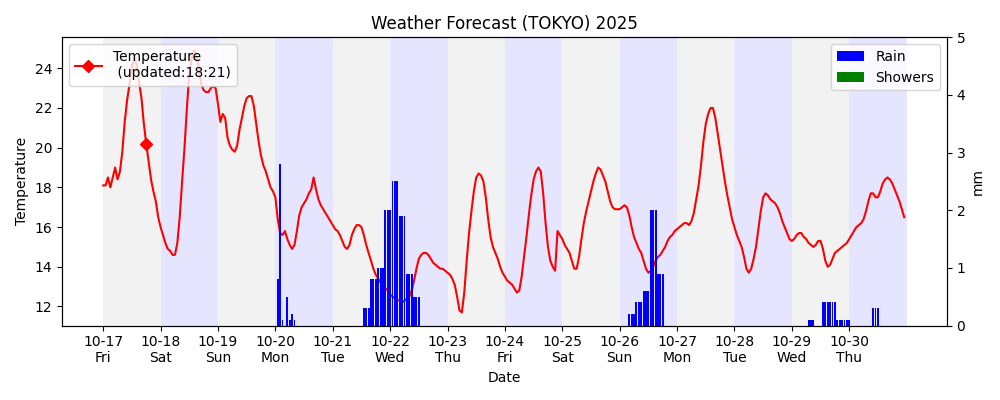 Weather Forecast (TOKYO) 2025
Temperature
(updated:18:21)
Rain
Showers
Temperature
24
22
20
18
16
14
12
5
4
3
2
1
0
mm
10-17
Fri
10-18
Sat
10-19
Sun
10-20
Mon
10-21
Tue
10-22
Wed
10-23
Thu
10-24
Fri
10-25
Sat
10-26
Sun
10-27
Mon
10-28
Tue
10-29
Wed
10-30
Thu
Date